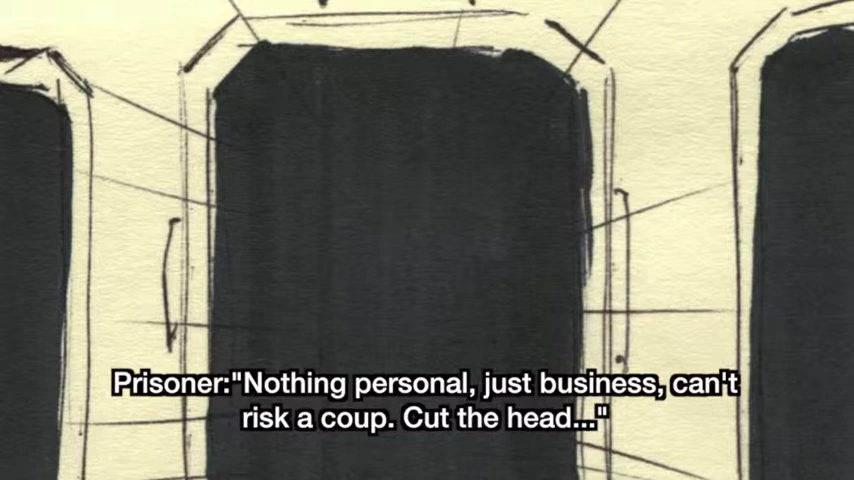 Prisoner:"Nothing personal, just business, can't
risk a coup. Cut the head..."